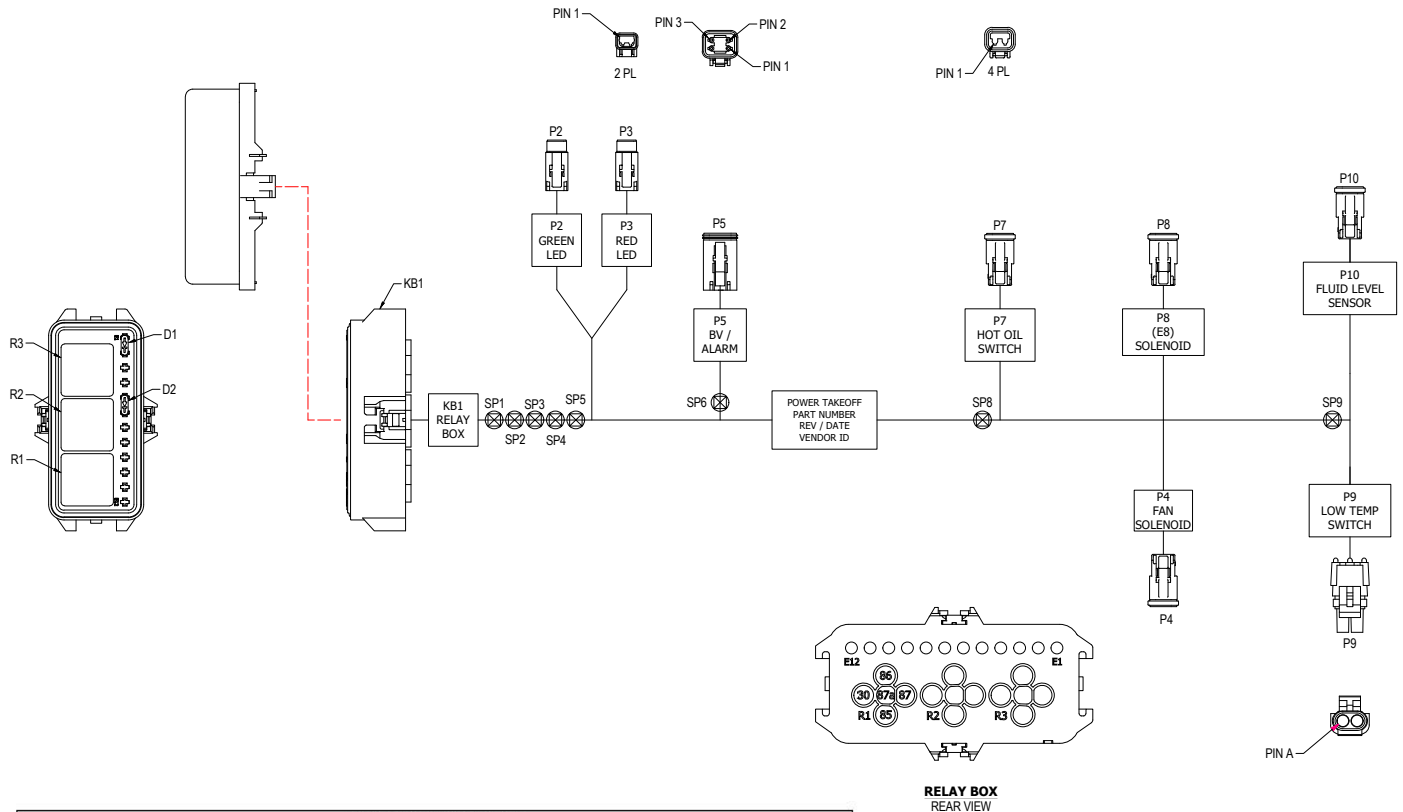 PIN 1
PIN 3
PIN 2
PIN 1
2 PL
PIN 1
4 PL
P2
P3
P5
P7
P8
P10
P2
GREEN
LED
P3
RED
LED
P5
BV /
ALARM
P7
HOT OIL
SWITCH
P8
(E8)
SOLENOID
P10
FLUID LEVEL
SENSOR
KB1
D1
R3
D2
R2
R1
KB1
RELAY
BOX
SP1
SP2
SP3
SP4
SP5
SP6
POWER TAKEOFF
PART NUMBER
REV / DATE
VENDOR ID
SP8
SP9
P4
FAN
SOLENOID
P4
P9
LOW TEMP
SWITCH
P9
E12
E1
86
30
87a
87
85
R1
R2
R3
PIN A
RELAY BOX
REAR VIEW